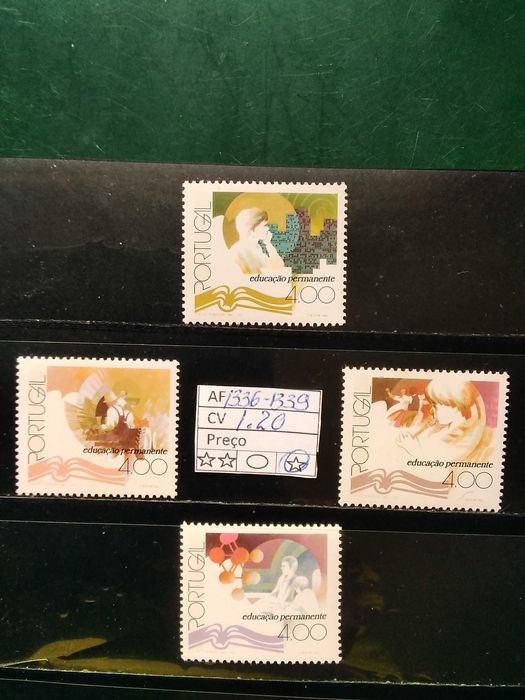 PORTUGAL
educação permanente
4.00
PORTUGAL
educação permanente
4.00
AF 1336-1339
CV 1.20
Preço
PORTUGAL
educação permanente
4.00
PORTUGAL
educação permanente
4.00